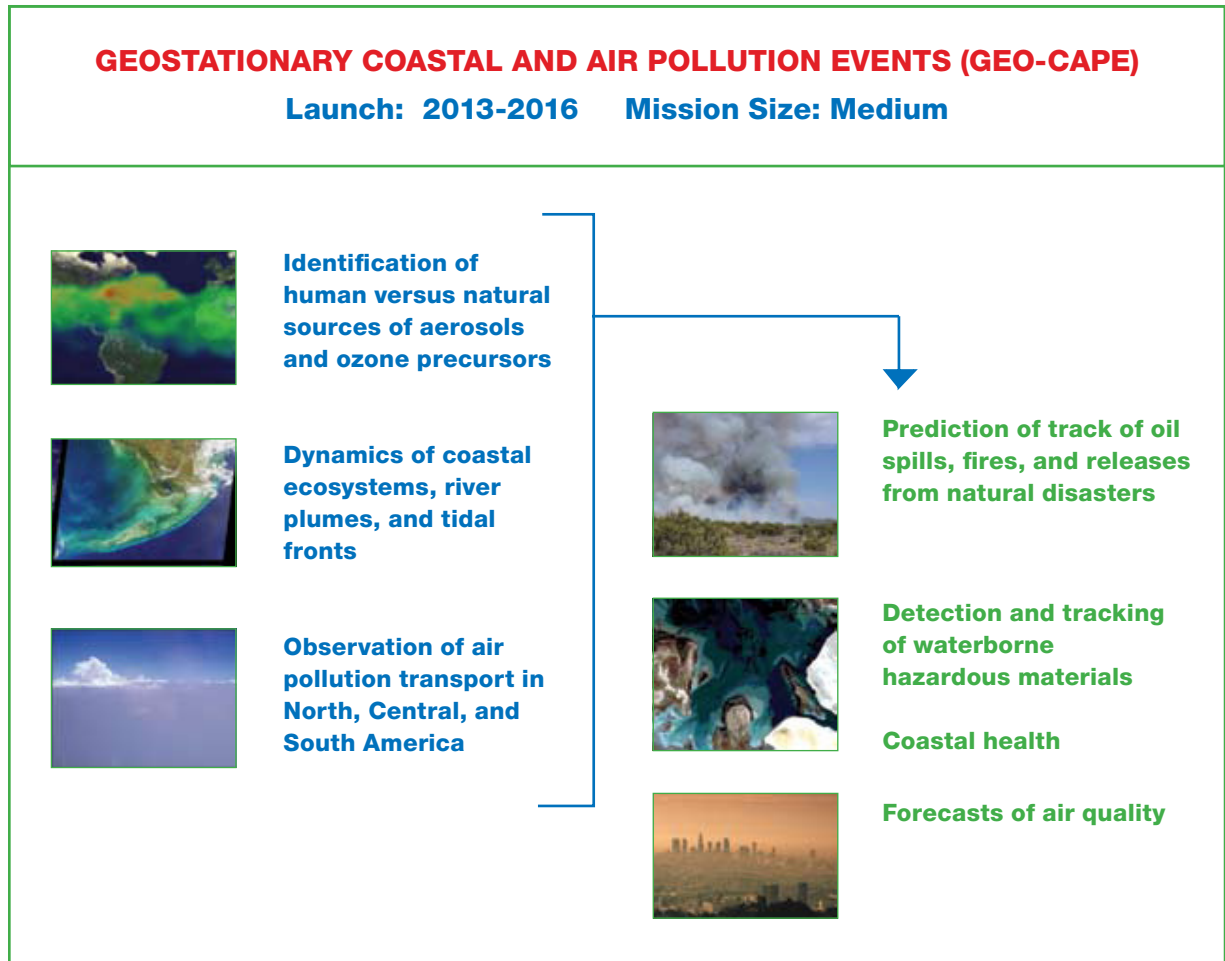 GEOSTATIONARY COASTAL AND AIR POLLUTION EVENTS (GEO-CAPE)
Launch: 2013-2016 Mission Size: Medium
Identification of
human versus natural
sources of aerosols
and ozone precursors
Dynamics of coastal
ecosystems, river
plumes, and tidal
fronts
Observation of air
pollution transport in
North, Central, and
South America
Prediction of track of oil
spills, fires, and releases
from natural disasters
Detection and tracking
of waterborne
hazardous materials
Coastal health
Forecasts of air quality